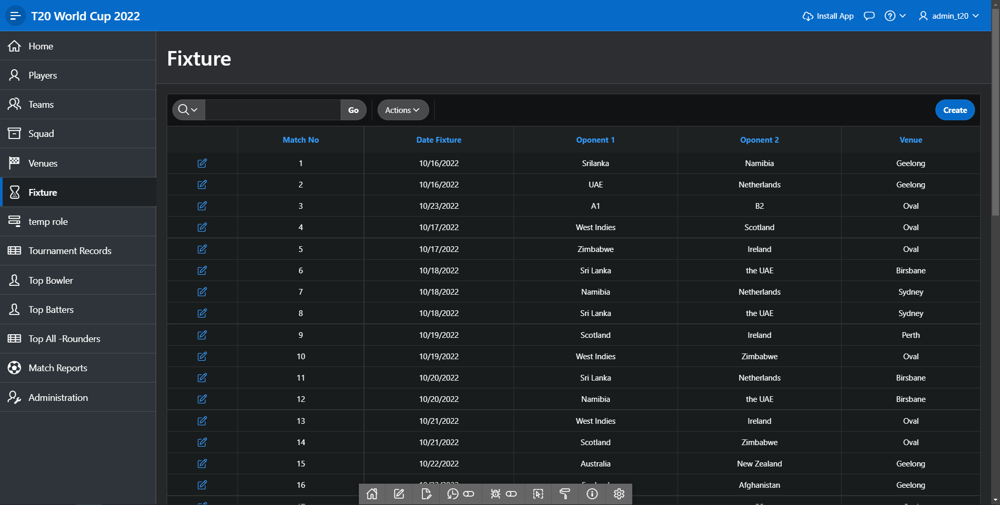 T20 World Cup 2022
Install App
admin_t20
Home
Players
Teams
Squad
Venues
Fixture
temp role
Tournament Records
Top Bowler
Top Batters
Top All -Rounders
Match Reports
Administration
Fixture
Go Actions Create
Match No Date Fixture Oponent 1 Oponent 2 Venue
1 10/16/2022 Srilanka Namibia Geelong
2 10/16/2022 UAE Netherlands Geelong
3 10/23/2022 A1 B2 Oval
4 10/17/2022 West Indies Scotland Oval
5 10/17/2022 Zimbabwe Ireland Oval
6 10/18/2022 Sri Lanka the UAE Birsbane
7 10/18/2022 Namibia Netherlands Sydney
8 10/18/2022 Sri Lanka the UAE Sydney
9 10/19/2022 Scotland Ireland Perth
10 10/19/2022 West Indies Zimbabwe Oval
11 10/20/2022 Sri Lanka Netherlands Birsbane
12 10/20/2022 Namibia the UAE Birsbane
13 10/21/2022 West Indies Ireland Oval
14 10/21/2022 Scotland Zimbabwe Oval
15 10/22/2022 Australia New Zealand Geelong
16 Afghanistan Geelong